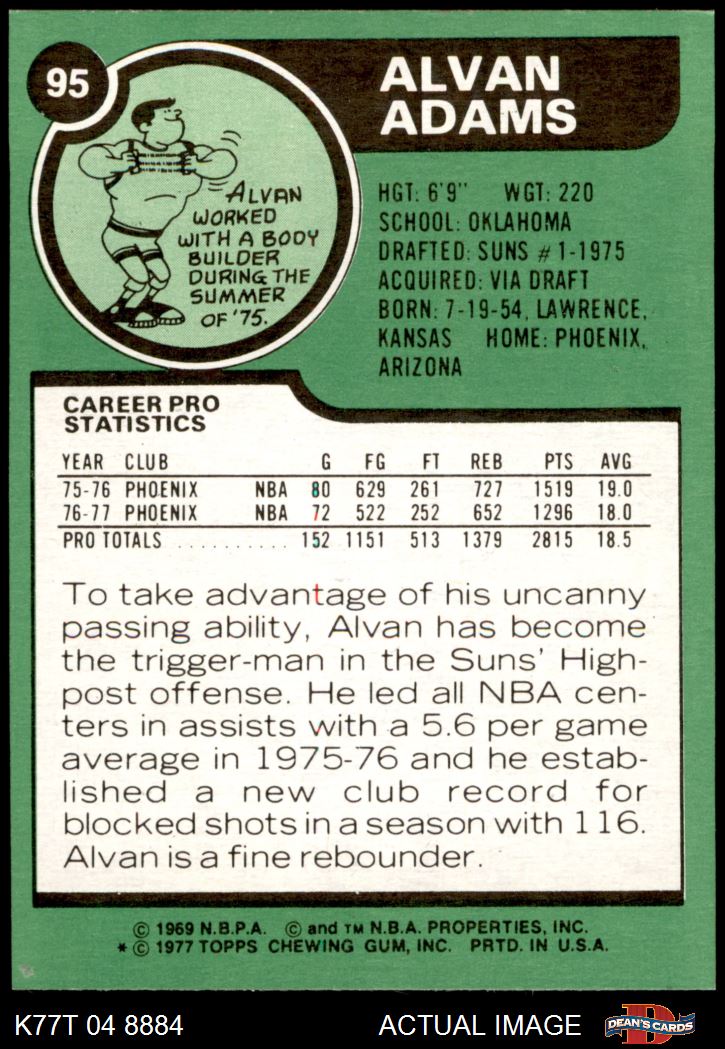 95
ALVAN
ADAMS
ALVAN
WORKED
WITH A BODY
BUILDER
DURING THE
SUMMER
OF '75.
HGT: 6'9" WGT: 220
SCHOOL: OKLAHOMA
DRAFTED: SUNS #1-1975
ACQUIRED: VIA DRAFT
BORN: 7-19-54, LAWRENCE,
KANSAS HOME: PHOENIX,
ARIZONA
CAREER PRO
STATISTICS
YEAR CLUB G FG FT REB PTS AVG
75-76 PHOENIX NBA 80 629 261 727 1519 19.0
76-77 PHOENIX NBA 72 522 252 652 1296 18.0
PRO TOTALS .......... 152 1151 513 1379 2815 18.5
To take advantage of his uncanny
passing ability, Alvan has become
the trigger-man in the Suns' High-
post offense. He led all NBA cen-
ters in assists with a 5.6 per game
average in 1975-76 and he estab-
lished a new club record for
blocked shots in a season with 116.
Alvan is a fine rebounder.
© 1969 N.B.P.A. © and TM N.B.A. PROPERTIES, INC.
* © 1977 TOPPS CHEWING GUM, INC. PRTD. IN U.S.A.
K77T 04 8884 ACTUAL IMAGE
D
DEAN'S CARDS